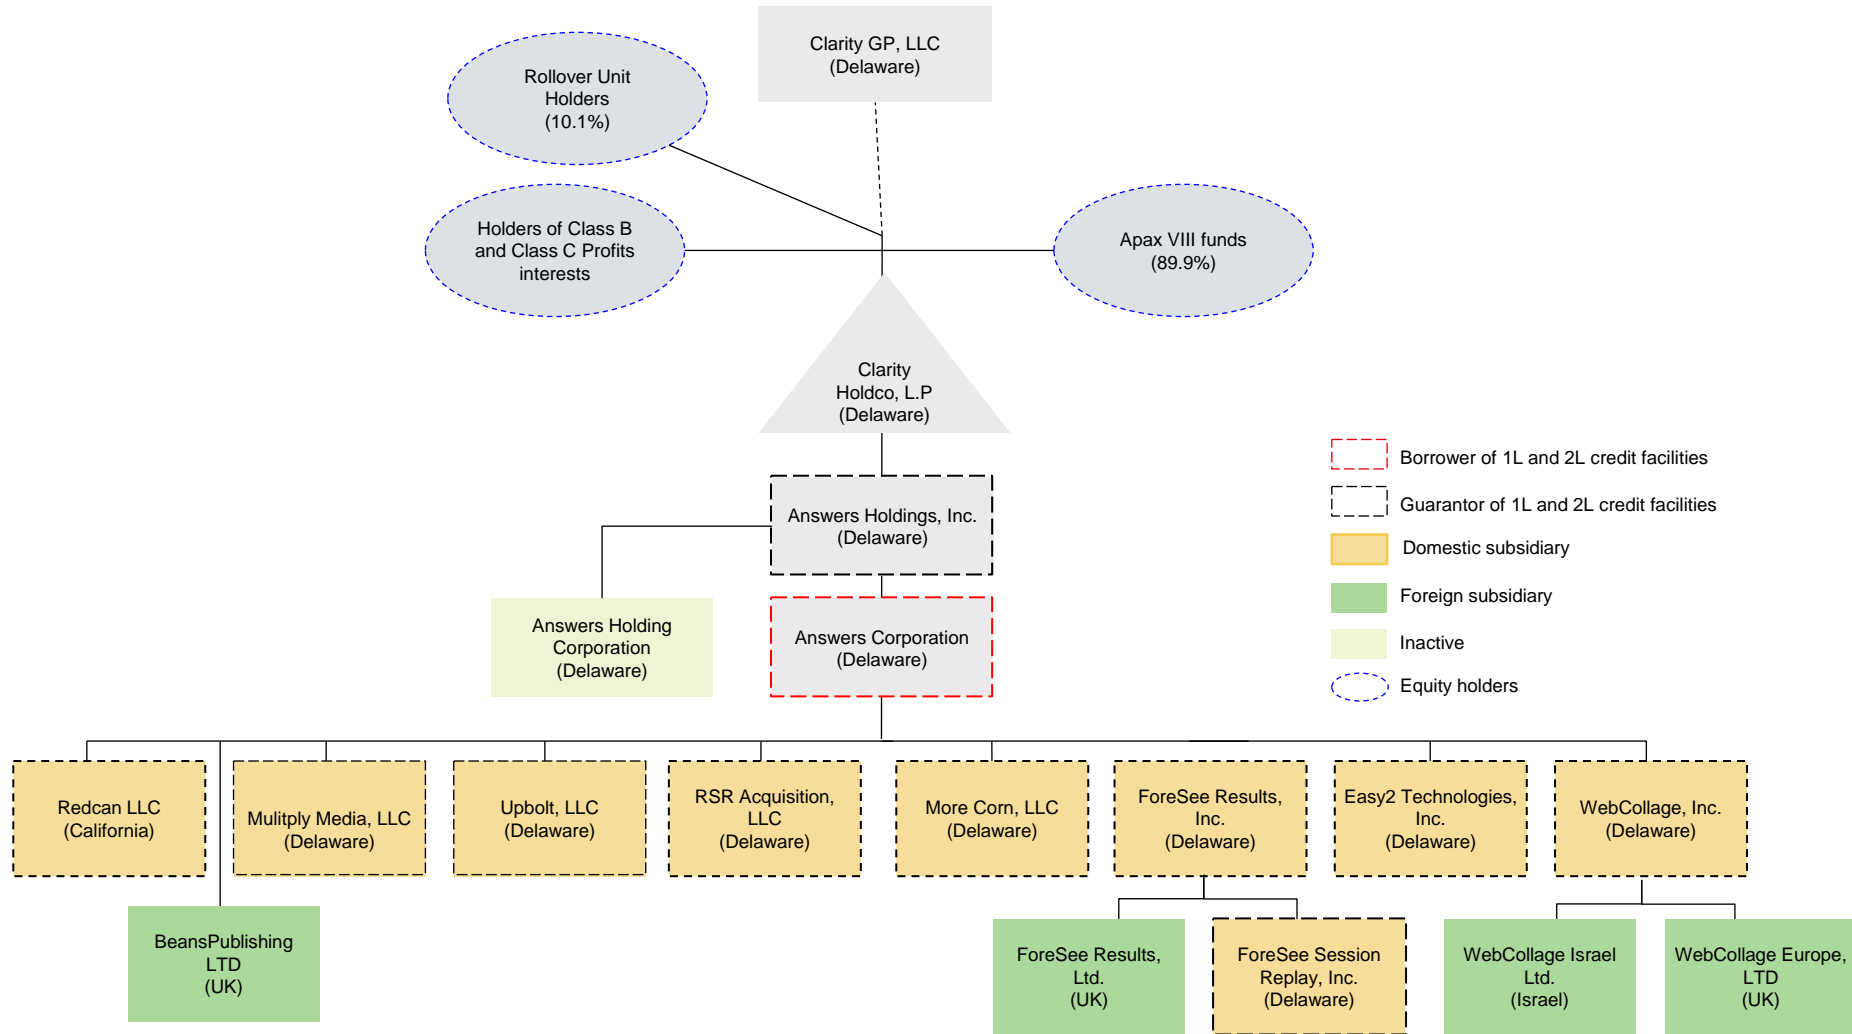 Clarity GP, LLC
(Delaware)
Rollover Unit
Holders
(10.1%)
Holders of Class B
and Class C Profits
interests
Apax VIII funds
(89.9%)
Clarity
Holdco, L.P
(Delaware)
Borrower of 1L and 2L credit facilities
Guarantor of 1L and 2L credit facilities
Domestic subsidiary
Foreign subsidiary
Inactive
Equity holders
Answers Holdings, Inc.
(Delaware)
Answers Holding
Corporation
(Delaware)
Answers Corporation
(Delaware)
Redcan LLC
(California)
Mulitply Media, LLC
(Delaware)
Upbolt, LLC
(Delaware)
RSR Acquisition,
LLC
(Delaware)
More Corn, LLC
(Delaware)
ForeSee Results,
Inc.
(Delaware)
Easy2 Technologies,
Inc.
(Delaware)
WebCollage, Inc.
(Delaware)
BeansPublishing
LTD
(UK)
ForeSee Results,
Ltd.
(UK)
ForeSee Session
Replay, Inc.
(Delaware)
WebCollage Israel
Ltd.
(Israel)
WebCollage Europe,
LTD
(UK)